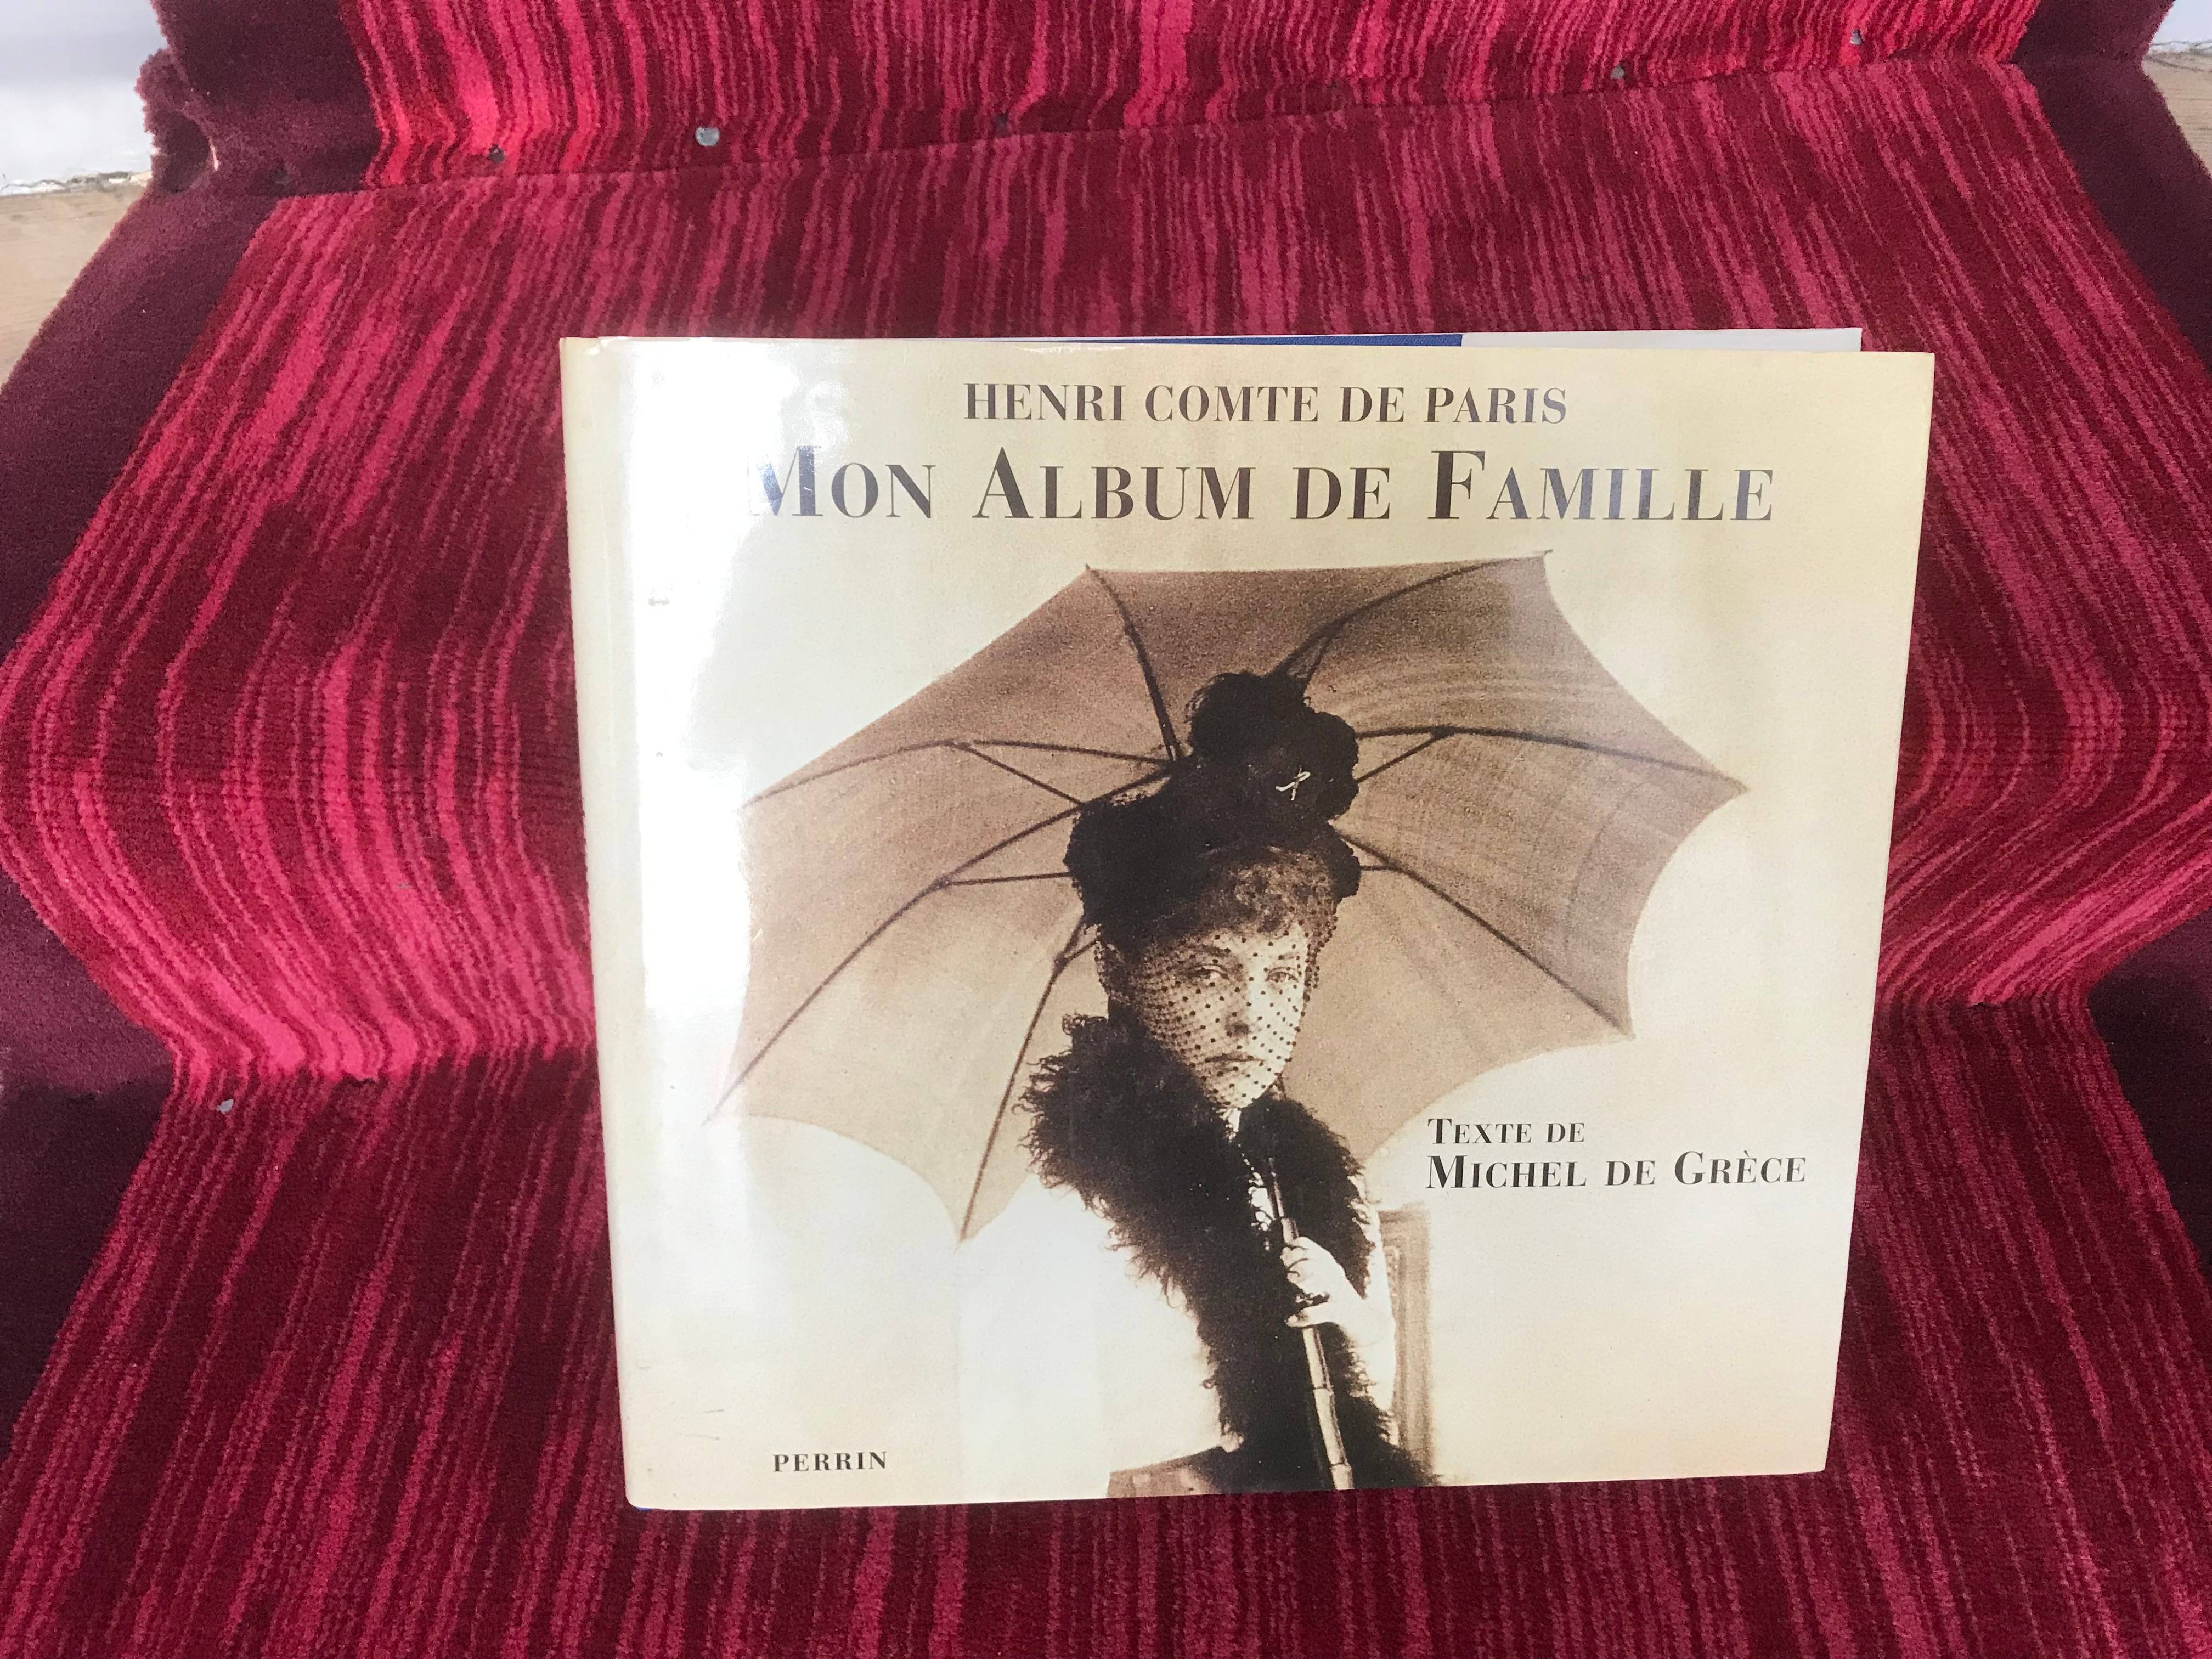 HENRI COMTE DE PARIS
MON ALBUM DE FAMILLE
TEXTE DE
MICHEL DE GRÈCE
PERRIN